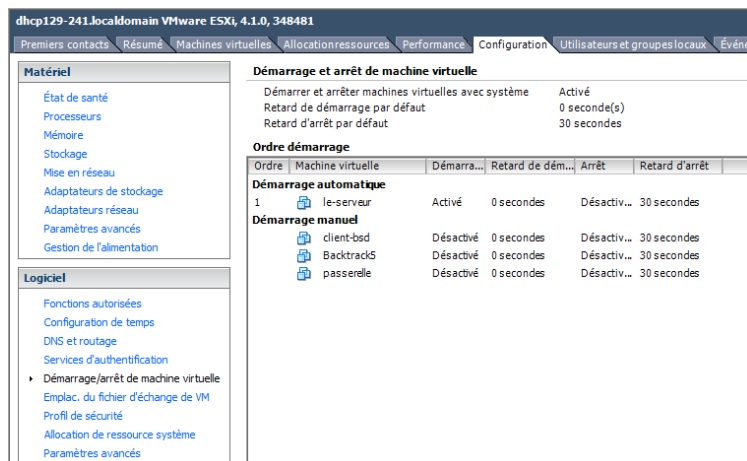 dhcp129-241.localdomain VMware ESXi, 4.1.0, 348481
Premiers contacts Résumé Machines virtuelles Allocation ressources Performance Configuration Utilisateurs et groupes locaux Événe
Matériel
État de santé
Processeurs
Mémoire
Stockage
Mise en réseau
Adaptateurs de stockage
Adaptateurs réseau
Paramètres avancés
Gestion de l'alimentation
Logiciel
Fonctions autorisées
Configuration de temps
DNS et routage
Services d'authentification
Démarrage/arrêt de machine virtuelle
Emplac. du fichier d'échange de VM
Profil de sécurité
Allocation de ressource système
Paramètres avancés
Démarrage et arrêt de machine virtuelle
Démarrer et arrêter machines virtuelles avec système Activé
Retard de démarrage par défaut 0 seconde(s)
Retard d'arrêt par défaut 30 secondes
Ordre démarrage
Ordre Machine virtuelle Démarra... Retard de dém... Arrêt Retard d'arrêt
Démarrage automatique
1 le-serveur Activé 0 secondes Désactiv... 30 secondes
Démarrage manuel
client-bsd Désactivé 0 secondes Désactiv... 30 secondes
Backtrack5 Désactivé 0 secondes Désactiv... 30 secondes
passerelle Désactivé 0 secondes Désactiv... 30 secondes